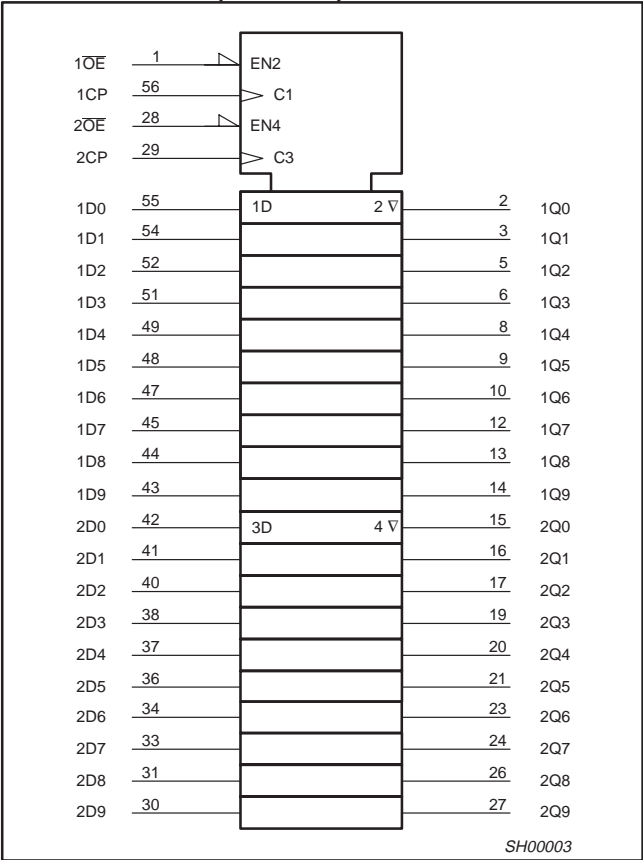 1O̅E̅ 1 EN2
1CP 56 C1
2O̅E̅ 28 EN4
2CP 29 C3
1D0 55 1D 2 ∇ 2 1Q0
1D1 54 3 1Q1
1D2 52 5 1Q2
1D3 51 6 1Q3
1D4 49 8 1Q4
1D5 48 9 1Q5
1D6 47 10 1Q6
1D7 45 12 1Q7
1D8 44 13 1Q8
1D9 43 14 1Q9
2D0 42 3D 4 ∇ 15 2Q0
2D1 41 16 2Q1
2D2 40 17 2Q2
2D3 38 19 2Q3
2D4 37 20 2Q4
2D5 36 21 2Q5
2D6 34 23 2Q6
2D7 33 24 2Q7
2D8 31 26 2Q8
2D9 30 27 2Q9
SH00003